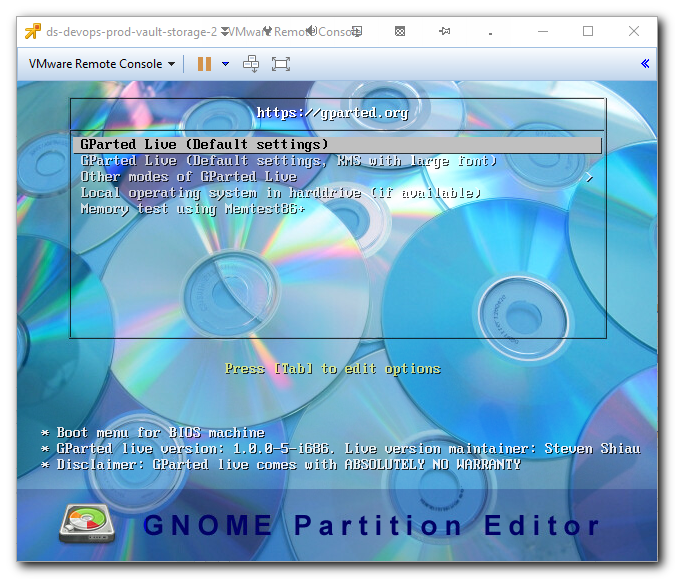 ds-devops-prod-vault-storage-2 VMware Remote Console
VMware Remote Console
https://gparted.org
GParted Live (Default settings)
GParted Live (Default settings, KMS with large font)
Other modes of GParted Live >
Local operating system in harddrive (if available)
Memory test using Memtest86+
Press [Tab] to edit options
* Boot menu for BIOS machine
* GParted live version: 1.0.0-5-i686. Live version maintainer: Steven Shiau
* Disclaimer: GParted live comes with ABSOLUTELY NO WARRANTY
GNOME Partition Editor